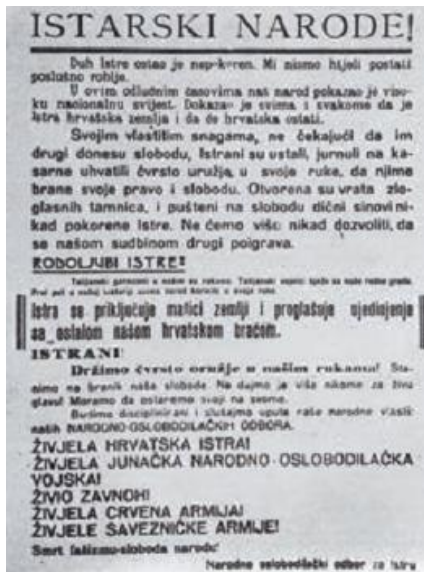 ISTARSKI NARODE!
Duh Istre ostao je nepokoren. Mi nismo htjeli postati
poslušno roblje.
U ovim odlučnim časovima naš narod pokazao je viso-
ku nacionalnu svijest. Dokazao je svima i svakome da je
Istra hrvatska zemlja i da će hrvatska ostati.
Svojim vlastitim snagama, ne čekajući da im
drugi donesu slobodu, Istrani su ustali, jurnuli na ka-
sarne uhvatili čvrsto oružje, u svoje ruke, da njime
brane svoje pravo i slobodu. Otvorena su vrata zlo-
glasnih tamnica, i pušteni na slobodu dični sinovi ni-
kad pokorene Istre. Ne ćemo više nikad dozvoliti, da
se našom sudbinom drugi poigrava.
RODOLJUBI ISTRE!
Istra se priključuje matici zemlji i proglašuje ujedinjenje
sa ostalom našom hrvatskom braćom.
ISTRANI!
Držimo čvrsto oružje u našim rukama! Sta-
nimo na branik naše slobode. Ne dajmo je više nikome za živu
glavu! Moramo da ostanemo svoji na svome.
Budimo disciplinirani i slušajmo upute naše narodne vlasti
naših NARODNO-OSLOBODILAČKIH ODBORA.
ŽIVJELA HRVATSKA ISTRA!
ŽIVJELA JUNAČKA NARODNO-OSLOBODILAČKA
VOJSKA!
ŽIVIO ZAVNOH!
ŽIVJELA CRVENA ARMIJA!
ŽIVJELE SAVEZNIČKE ARMIJE!
Smrt fašizmu-sloboda narodu!
Narodno oslobodilački odbor za Istru